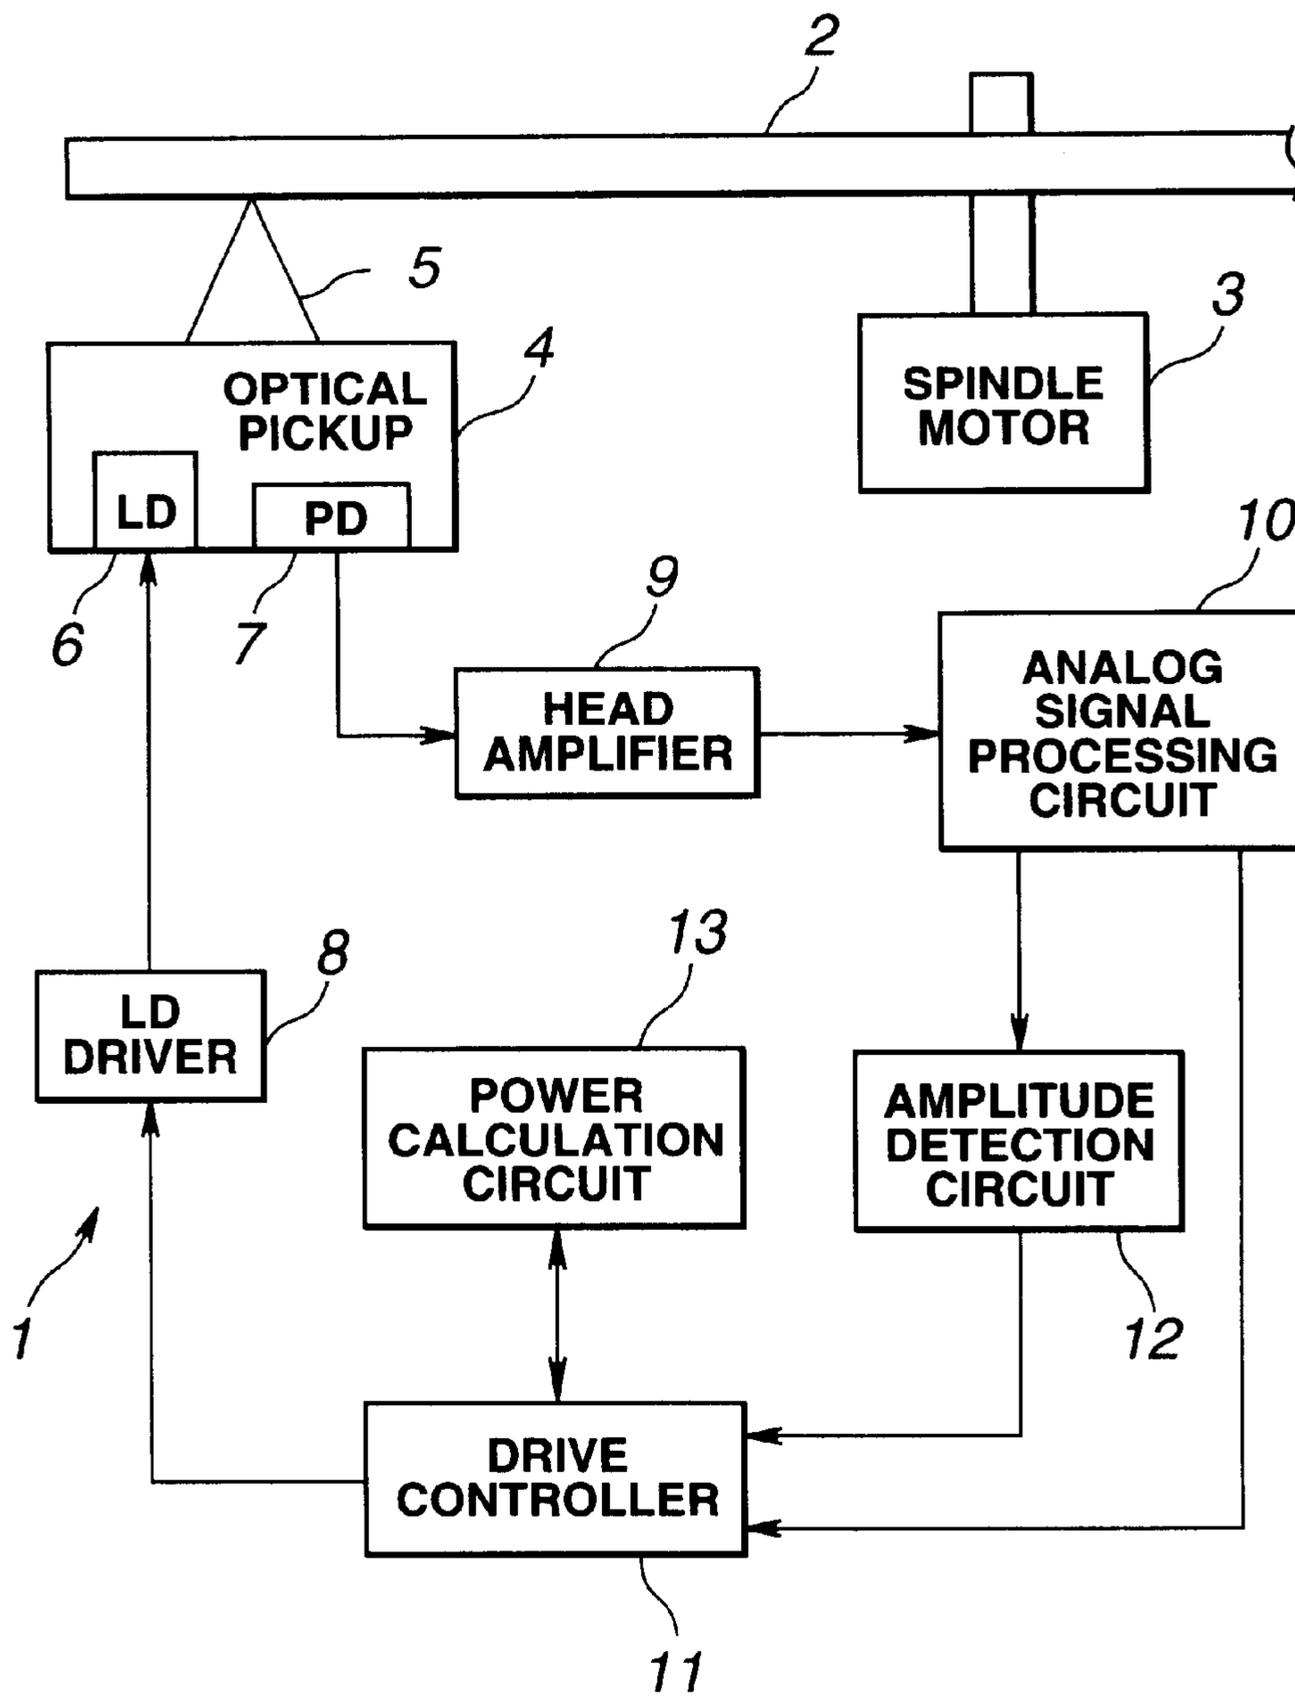 2
5
3
4
OPTICAL
PICKUP
SPINDLE
MOTOR
LD
PD
10
6
7
9
HEAD
AMPLIFIER
ANALOG
SIGNAL
PROCESSING
CIRCUIT
8
LD
DRIVER
13
POWER
CALCULATION
CIRCUIT
AMPLITUDE
DETECTION
CIRCUIT
1
12
DRIVE
CONTROLLER
11